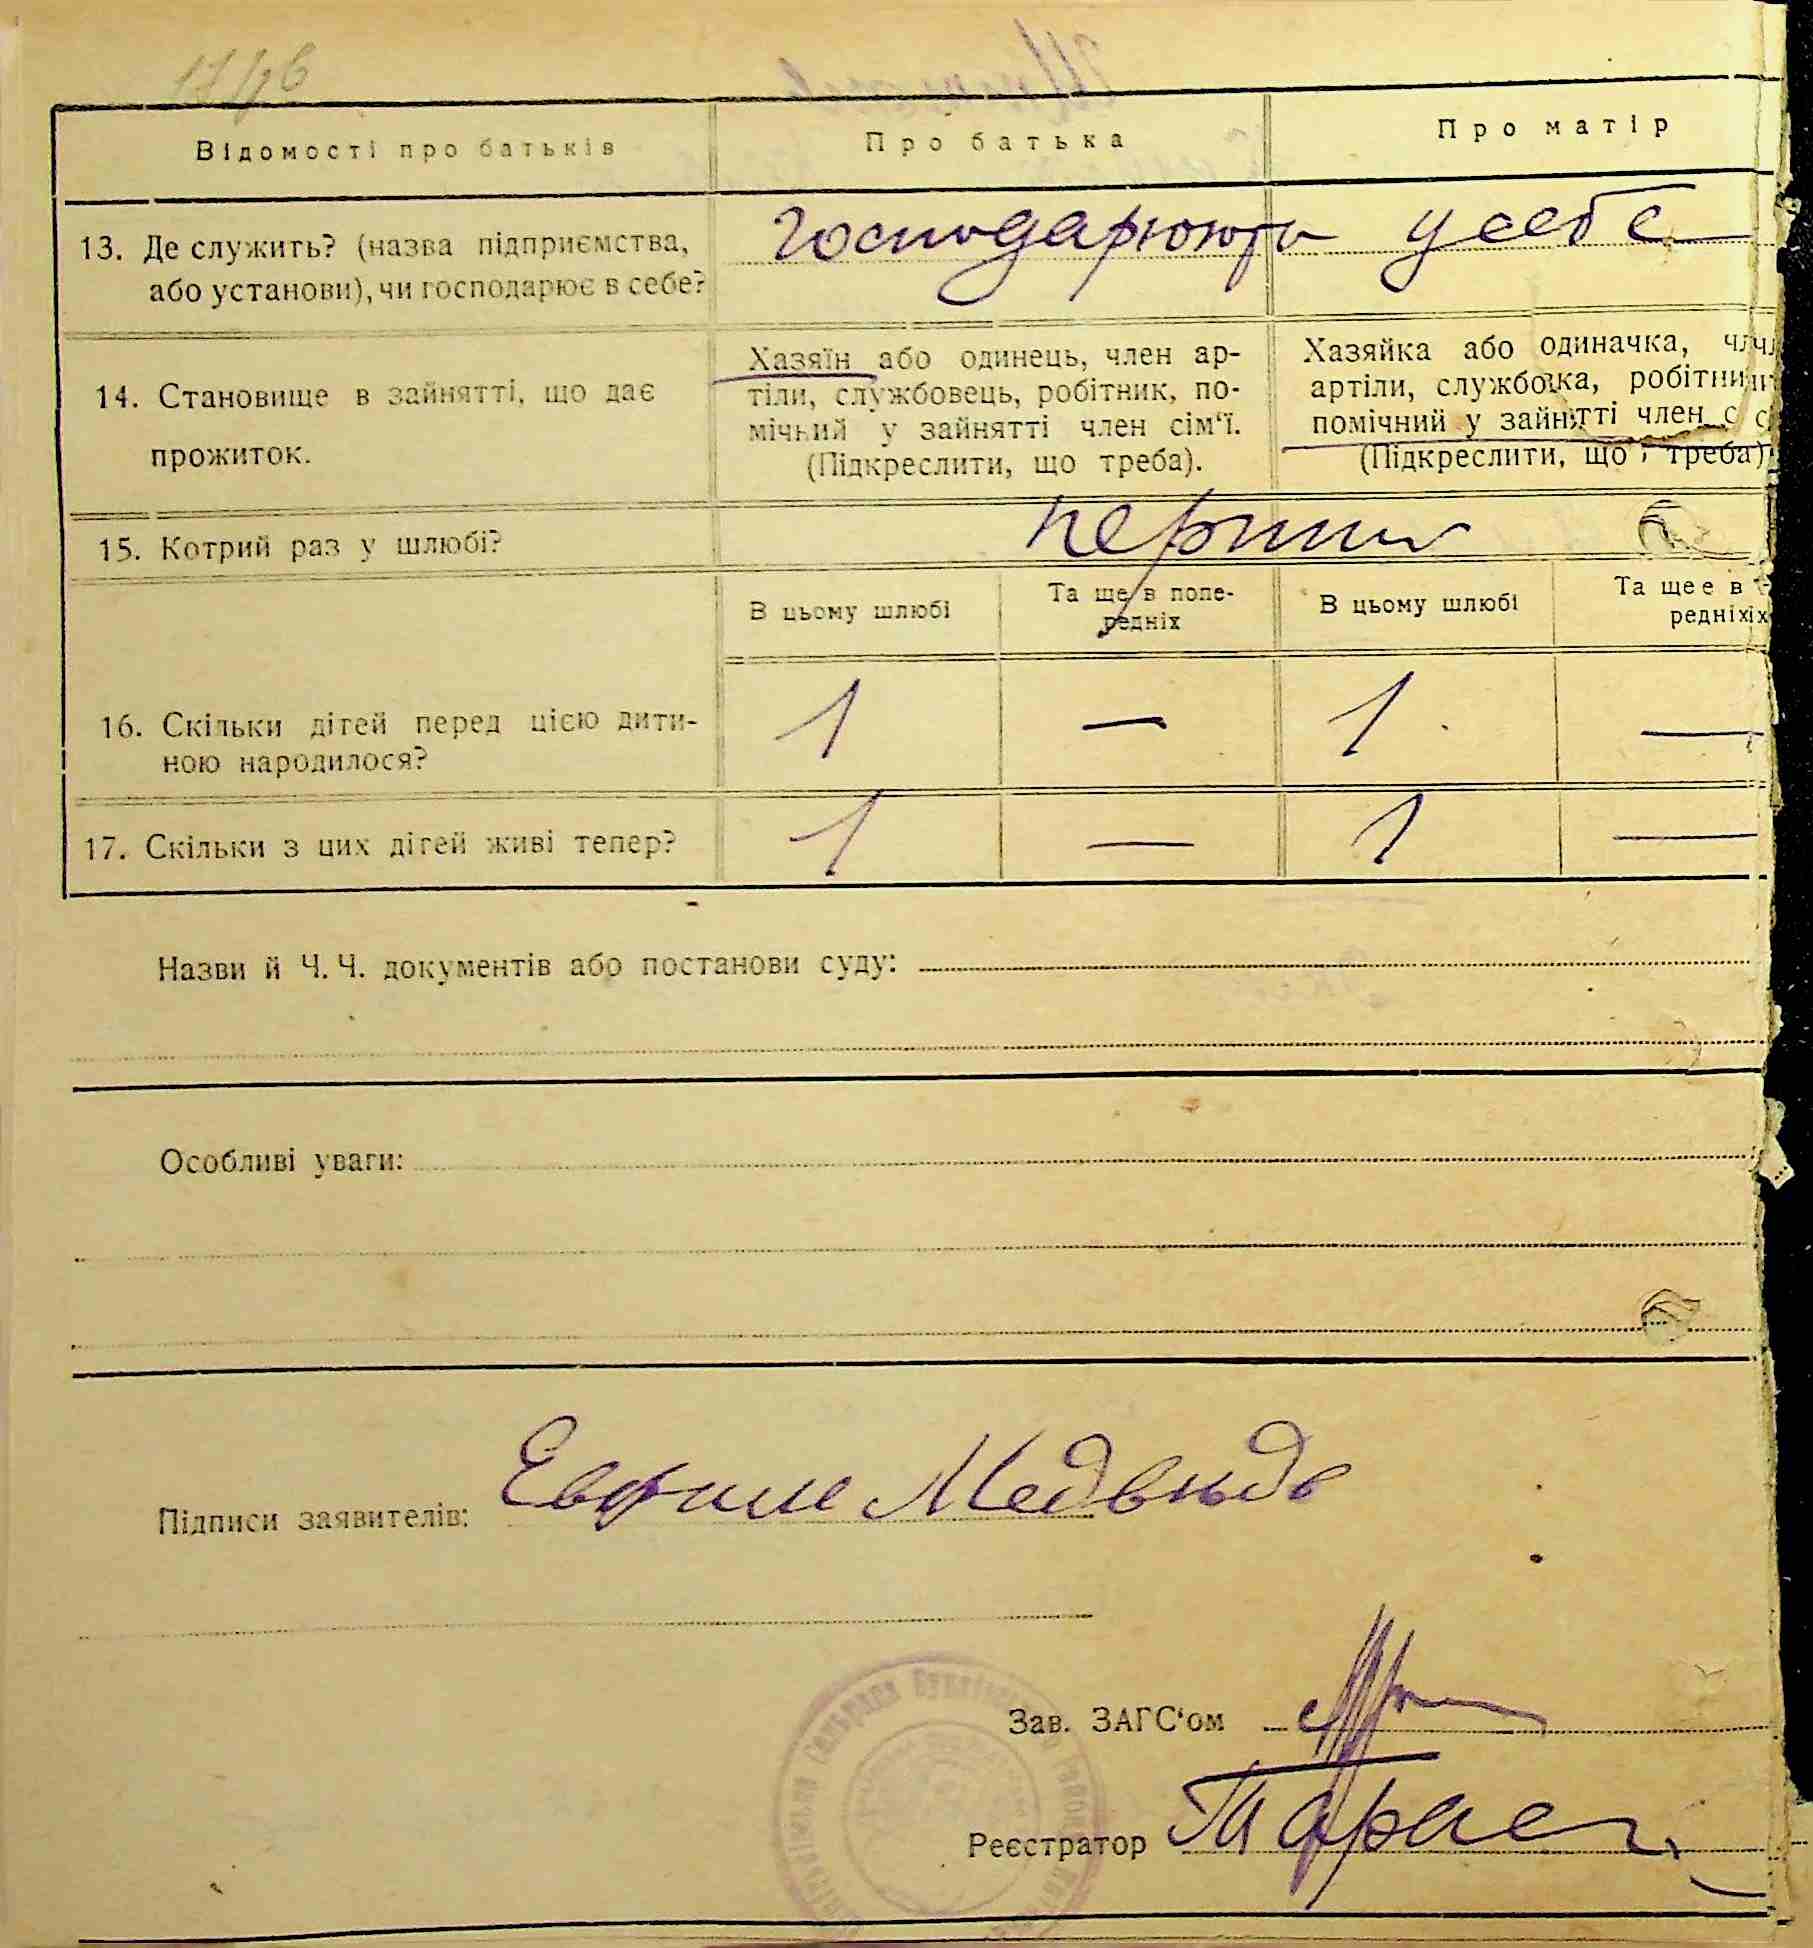 Відомості про батьків
Про батька
Про матір
13. Де служить? (назва підприємства,
або установи), чи господарює в себе?
господарюють у себе
14. Становище в зайнятті, що дає
прожиток.
Хазяїн або одинець, член ар-
тіли, службовець, робітник, по-
мічний у зайнятті член сім'ї.
(Підкреслити, що треба).
Хазяйка або одиначка,
артіли, службовка,
помічний у зайнятті член
(Підкреслити, що треба)
15. Котрий раз у шлюбі?
перший
В цьому шлюбі
Та ще в попе-
редніх
В цьому шлюбі
Та ще в
редніх
16. Скільки дітей перед цією дити-
ною народилося?
1 — 1 —
17. Скільки з цих дітей живі тепер?
1 — 1 —
Назви й Ч. Ч. документів або постанови суду:
Особливі уваги:
Підписи заявителів: Евфиме Медвндь
Зав. ЗАГС'ом
Реєстратор